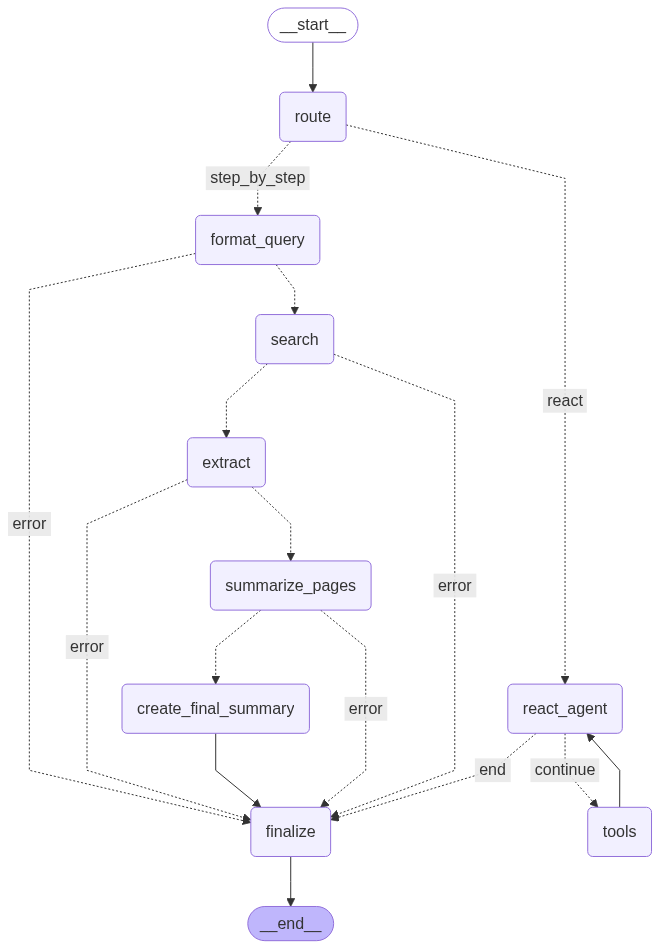 __start__
route
step_by_step
format_query
search
react
extract
error
summarize_pages
error
error
create_final_summary
error
react_agent
end
continue
finalize
tools
__end__